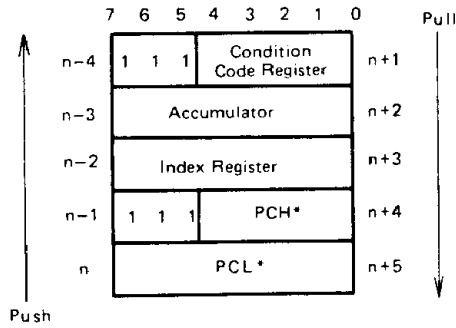 7 6 5 4 3 2 1 0
Pull
n-4 1 1 1 Condition Code Register n+1
n-3 Accumulator n+2
n-2 Index Register n+3
n-1 1 1 1 PCH* n+4
n PCL* n+5
Push